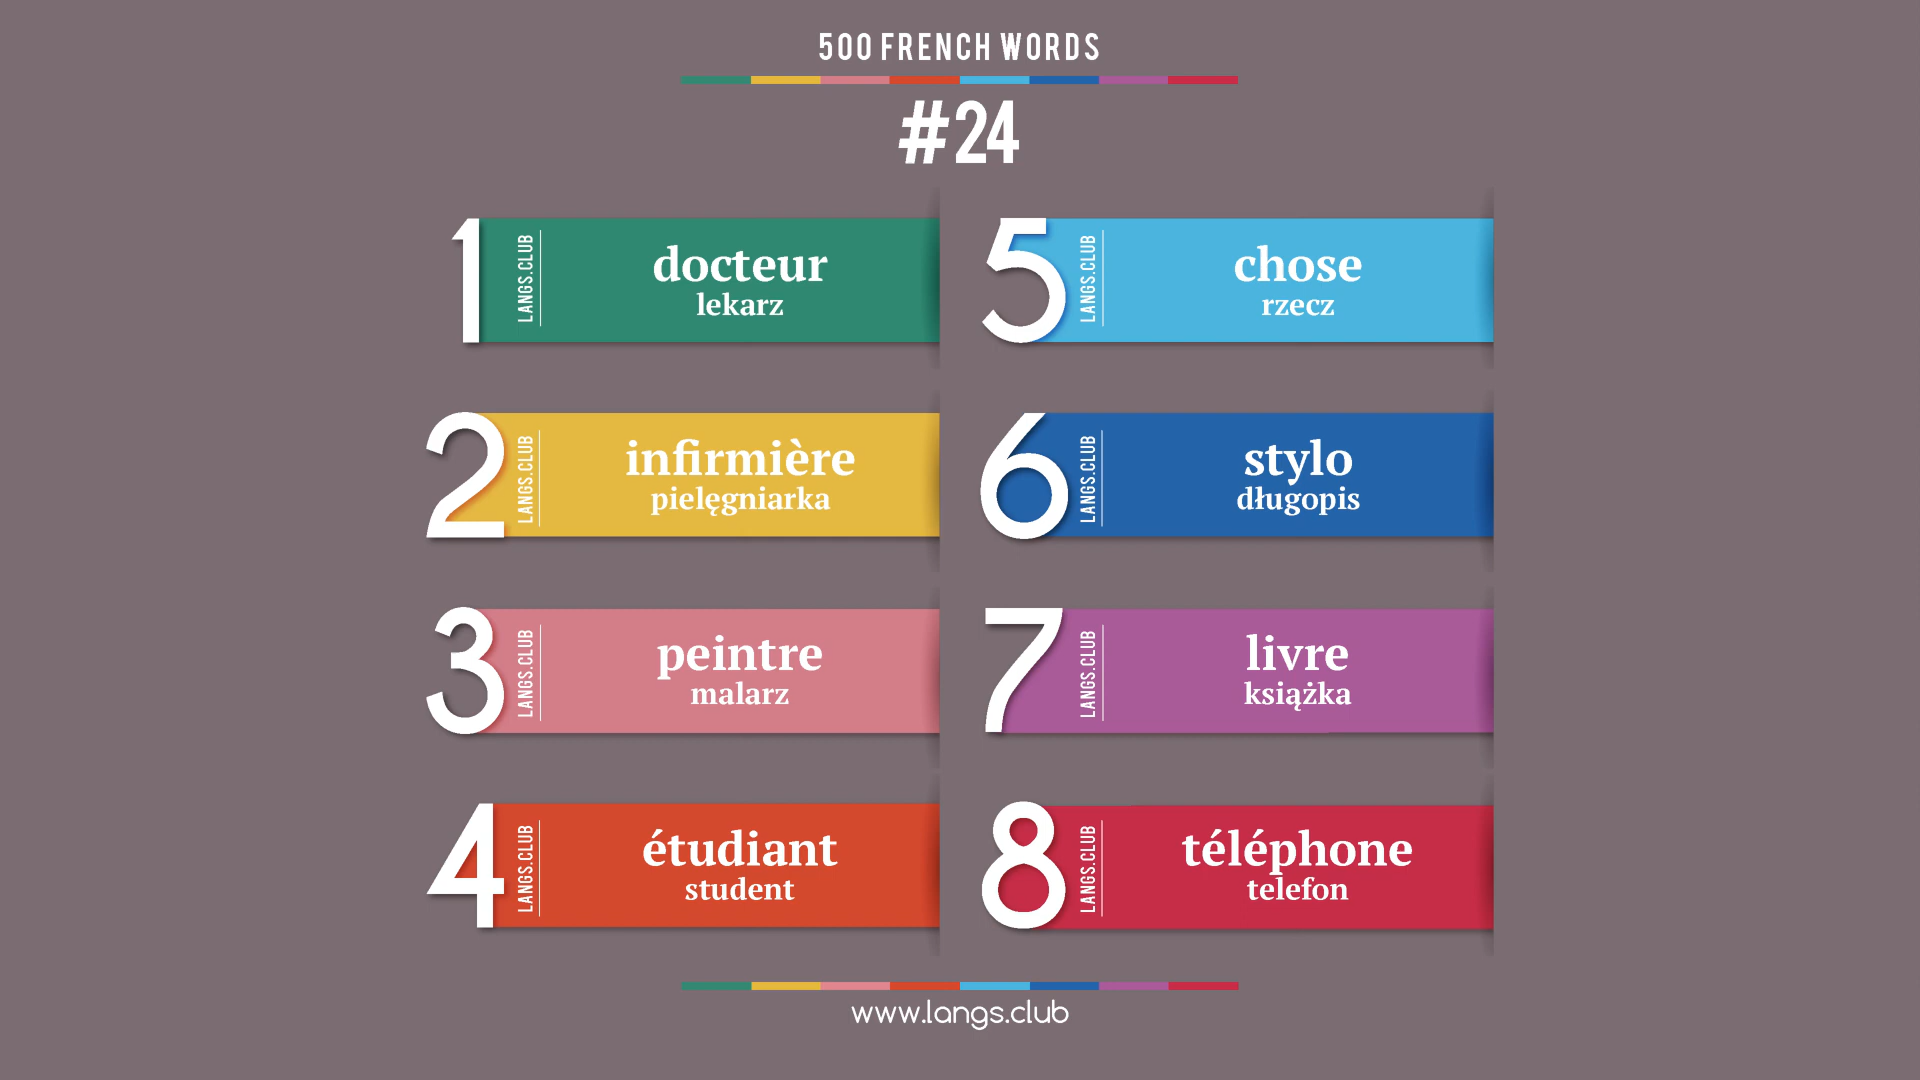 500 FRENCH WORDS
#24
1
LANGS.CLUB
docteur
lekarz
2
LANGS.CLUB
infirmière
pielęgniarka
3
LANGS.CLUB
peintre
malarz
4
LANGS.CLUB
étudiant
student
5
LANGS.CLUB
chose
rzecz
6
LANGS.CLUB
stylo
długopis
7
LANGS.CLUB
livre
książka
8
LANGS.CLUB
téléphone
telefon
www.langs.club